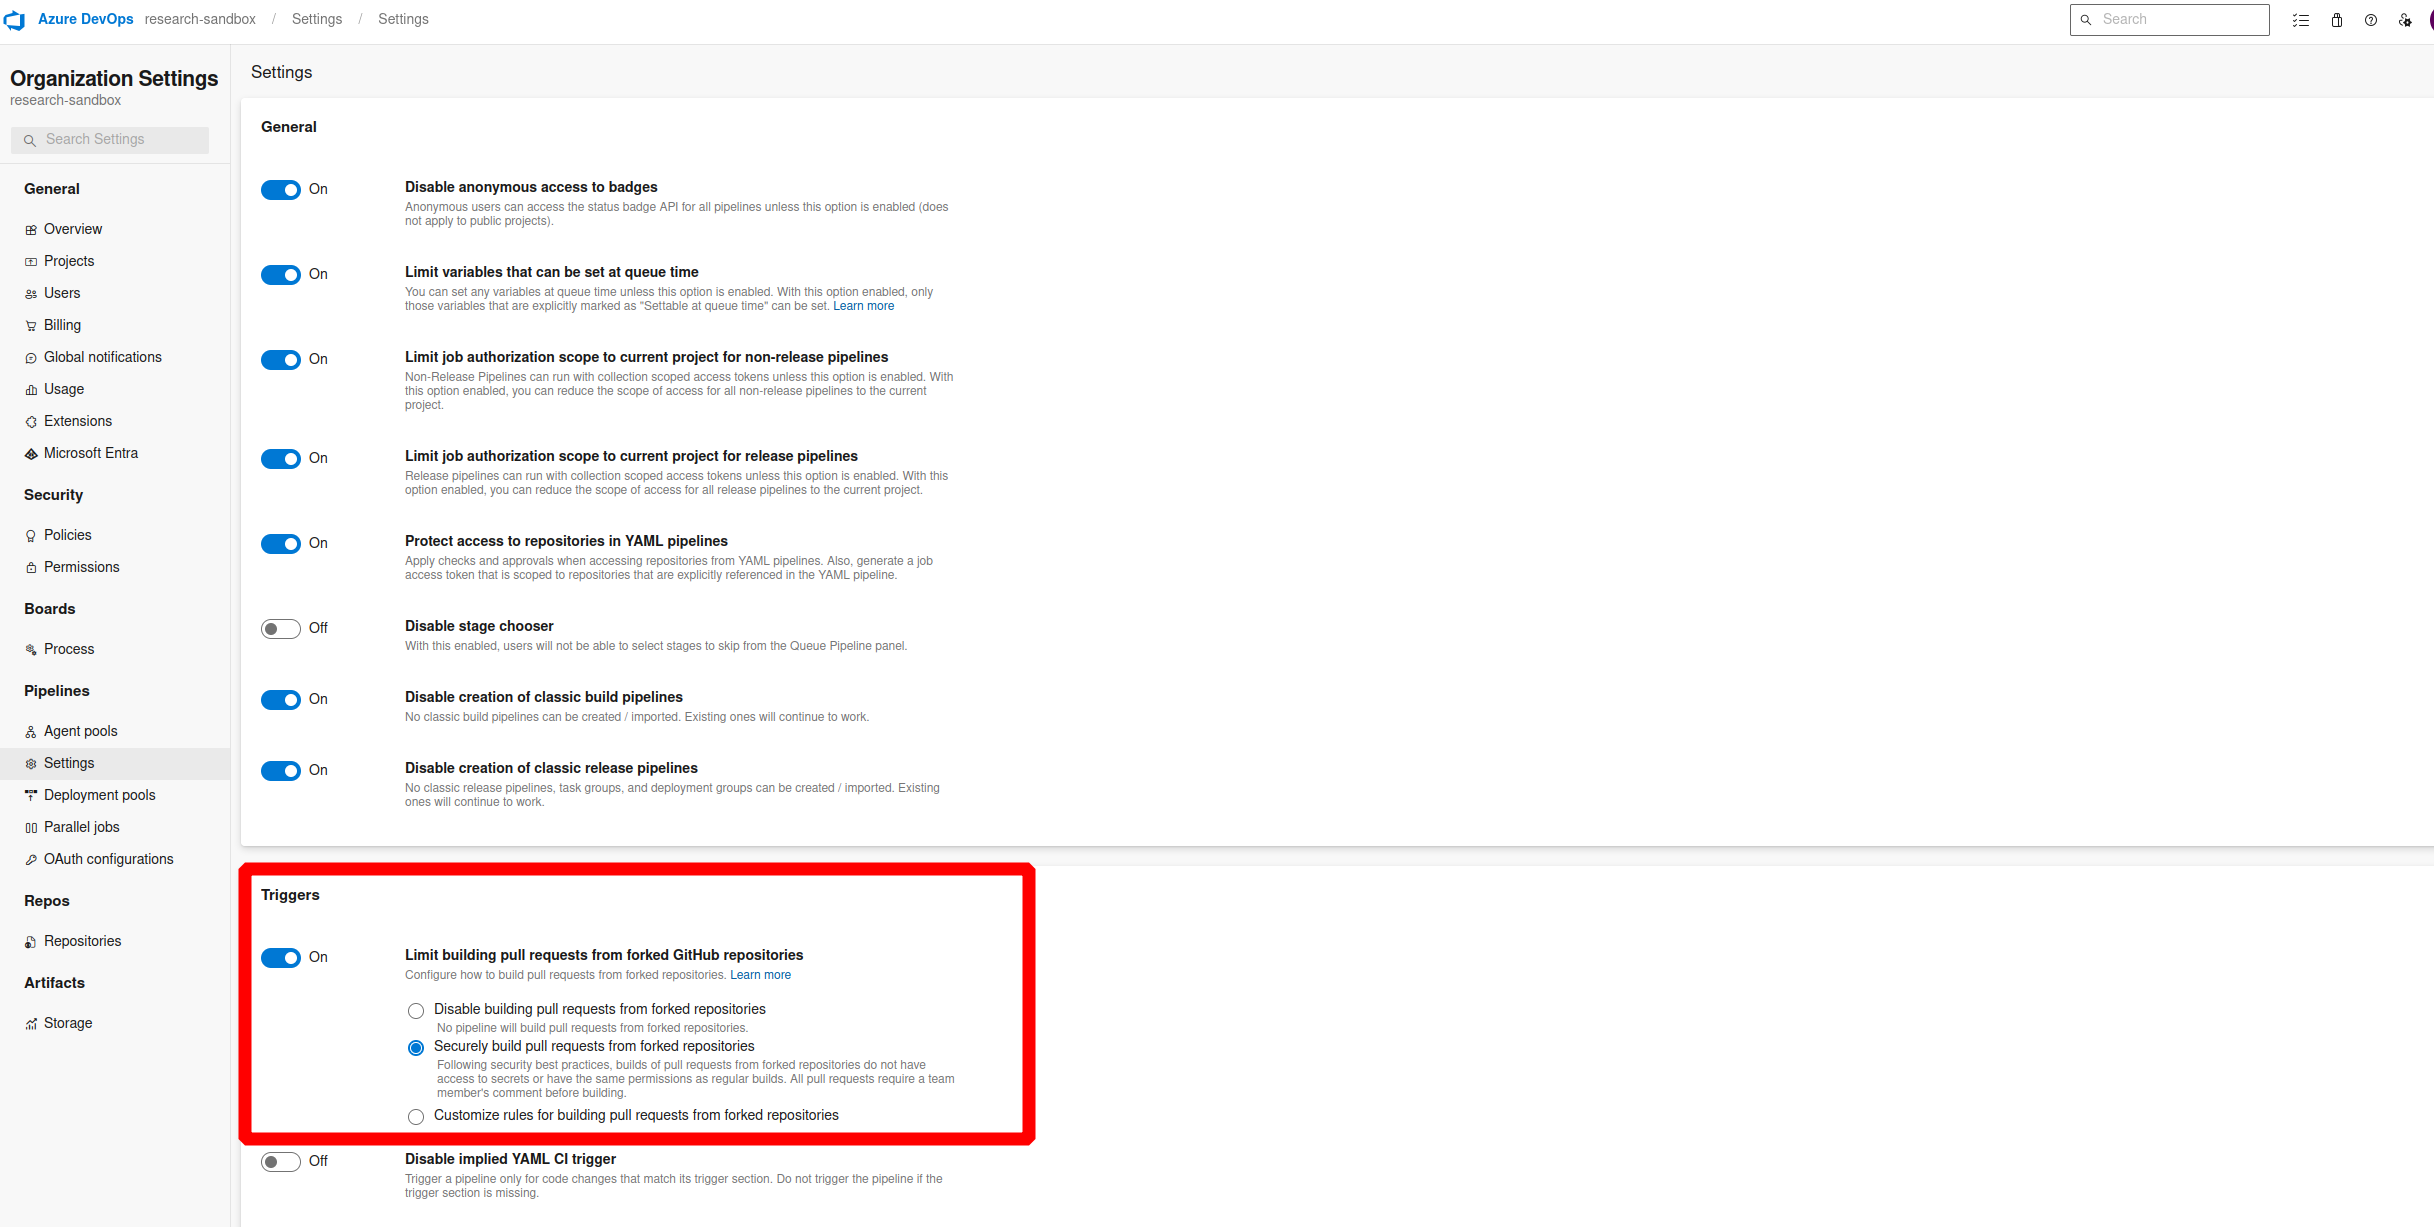 Azure DevOps research-sandbox / Settings / Settings
Search
Organization Settings
research-sandbox
Search Settings
General
Overview
Projects
Users
Billing
Global notifications
Usage
Extensions
Microsoft Entra
Security
Policies
Permissions
Boards
Process
Pipelines
Agent pools
Settings
Deployment pools
Parallel jobs
OAuth configurations
Repos
Repositories
Artifacts
Storage
Settings
General
On
Disable anonymous access to badges
Anonymous users can access the status badge API for all pipelines unless this option is enabled (does
not apply to public projects).
On
Limit variables that can be set at queue time
You can set any variables at queue time unless this option is enabled. With this option enabled, only
those variables that are explicitly marked as "Settable at queue time" can be set. Learn more
On
Limit job authorization scope to current project for non-release pipelines
Non-Release Pipelines can run with collection scoped access tokens unless this option is enabled. With
this option enabled, you can reduce the scope of access for all non-release pipelines to the current
project.
On
Limit job authorization scope to current project for release pipelines
Release pipelines can run with collection scoped access tokens unless this option is enabled. With this
option enabled, you can reduce the scope of access for all release pipelines to the current project.
On
Protect access to repositories in YAML pipelines
Apply checks and approvals when accessing repositories from YAML pipelines. Also, generate a job
access token that is scoped to repositories that are explicitly referenced in the YAML pipeline.
Off
Disable stage chooser
With this enabled, users will not be able to select stages to skip from the Queue Pipeline panel.
On
Disable creation of classic build pipelines
No classic build pipelines can be created / imported. Existing ones will continue to work.
On
Disable creation of classic release pipelines
No classic release pipelines, task groups, and deployment groups can be created / imported. Existing
ones will continue to work.
Triggers
On
Limit building pull requests from forked GitHub repositories
Configure how to build pull requests from forked repositories. Learn more
Disable building pull requests from forked repositories
No pipeline will build pull requests from forked repositories.
Securely build pull requests from forked repositories
Following security best practices, builds of pull requests from forked repositories do not have
access to secrets or have the same permissions as regular builds. All pull requests require a team
member's comment before building.
Customize rules for building pull requests from forked repositories
Off
Disable implied YAML CI trigger
Trigger a pipeline only for code changes that match its trigger section. Do not trigger the pipeline if the
trigger section is missing.